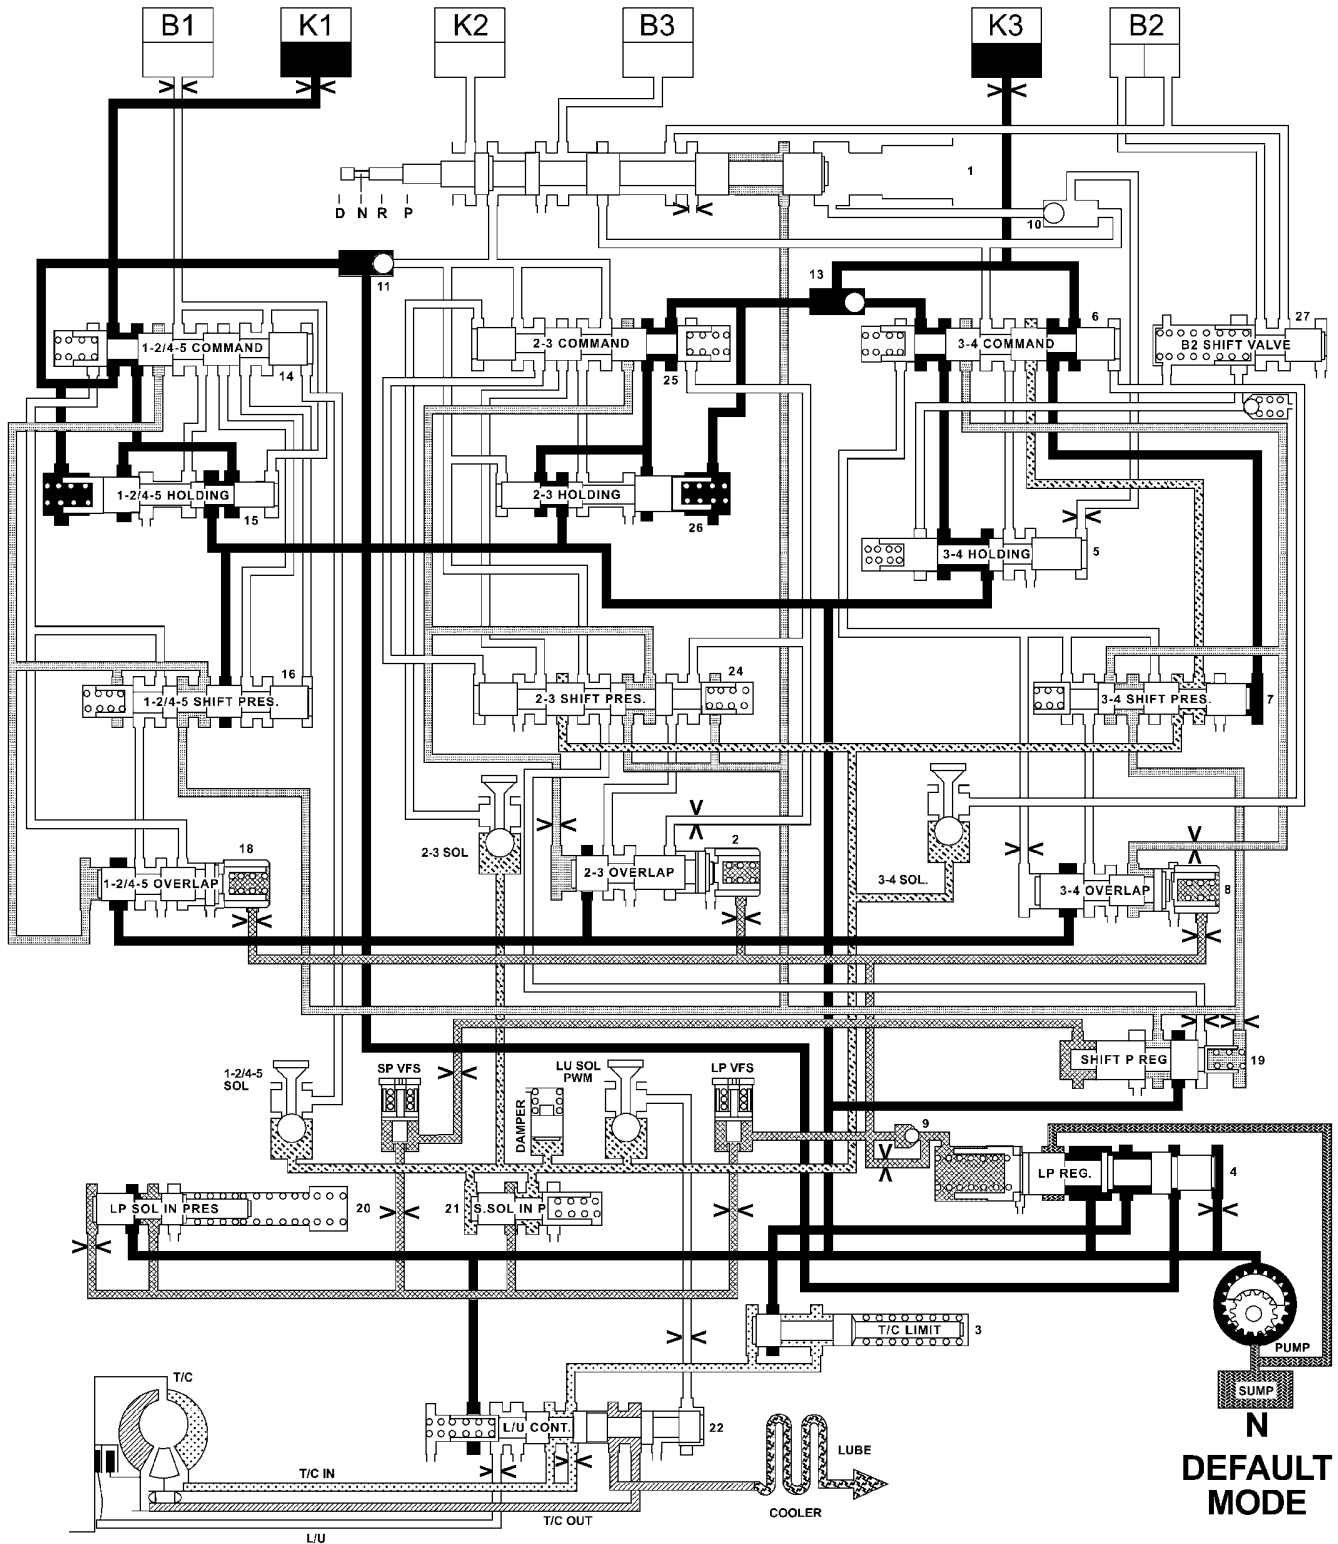 B1
K1
K2
B3
K3
B2
1
D N R P
10
11
13
6
27
1-2/4-5 COMMAND
14
2-3 COMMAND
25
3-4 COMMAND
B2 SHIFT VALVE
1-2/4-5 HOLDING
15
2-3 HOLDING
26
3-4 HOLDING
5
16
1-2/4-5 SHIFT PRES.
24
2-3 SHIFT PRES.
3-4 SHIFT PRES.
7
2-3 SOL
2
18
1-2/4-5 OVERLAP
2-3 OVERLAP
3-4 SOL.
3-4 OVERLAP
8
SHIFT P REG
19
1-2/4-5
SOL
SP VFS
DAMPER
LU SOL
PWM
LP VFS
9
LP REG.
4
LP SOL IN PRES
20
21
S.SOL IN P
T/C LIMIT
3
PUMP
SUMP
T/C
L/U CONT.
22
T/C IN
T/C OUT
L/U
LUBE
COOLER
N
DEFAULT
MODE